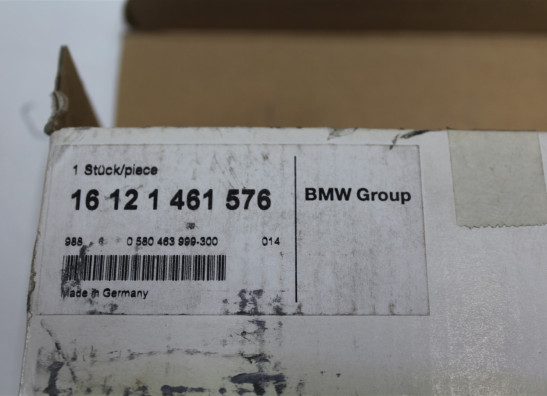 1 Stück/piece
16 12 1 461 576
BMW Group
988 0 580 463 999-300 014
Made in Germany